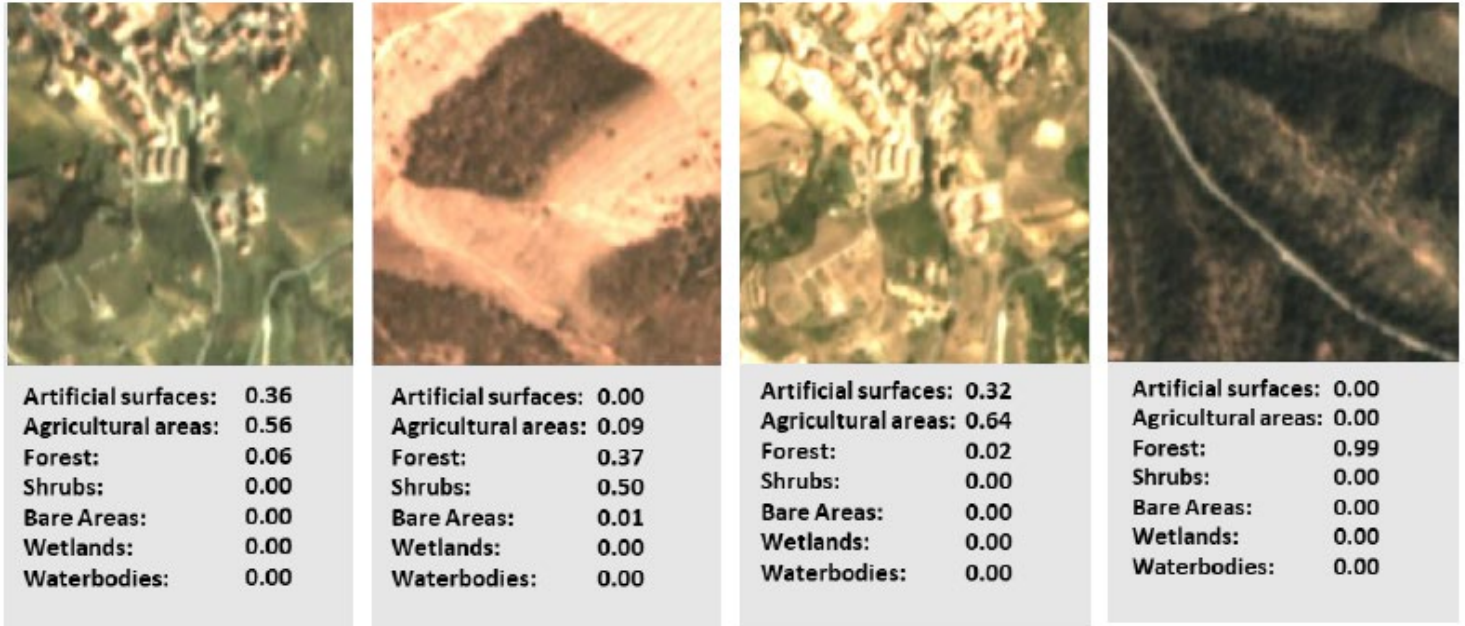 Artificial surfaces: 0.36
Agricultural areas: 0.56
Forest: 0.06
Shrubs: 0.00
Bare Areas: 0.00
Wetlands: 0.00
Waterbodies: 0.00
Artificial surfaces: 0.00
Agricultural areas: 0.09
Forest: 0.37
Shrubs: 0.50
Bare Areas: 0.01
Wetlands: 0.00
Waterbodies: 0.00
Artificial surfaces: 0.32
Agricultural areas: 0.64
Forest: 0.02
Shrubs: 0.00
Bare Areas: 0.00
Wetlands: 0.00
Waterbodies: 0.00
Artificial surfaces: 0.00
Agricultural areas: 0.00
Forest: 0.99
Shrubs: 0.00
Bare Areas: 0.00
Wetlands: 0.00
Waterbodies: 0.00